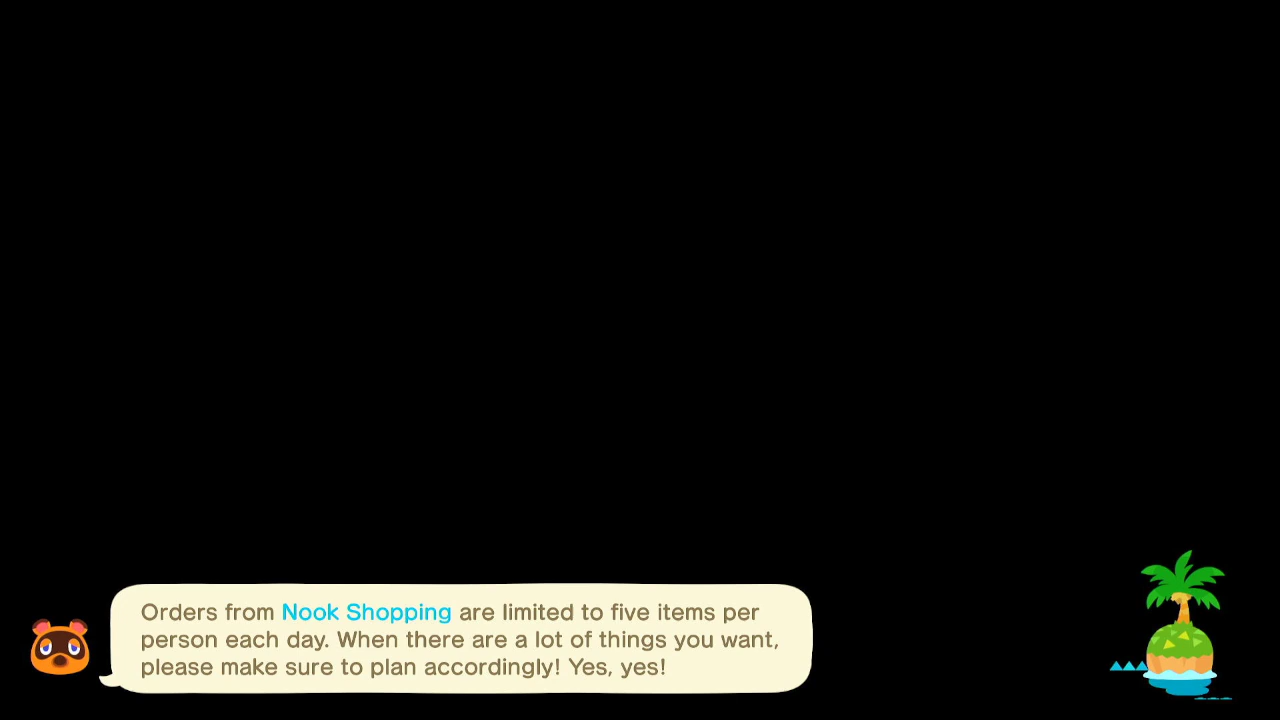 Orders from Nook Shopping are limited to five items per
person each day. When there are a lot of things you want,
please make sure to plan accordingly! Yes, yes!